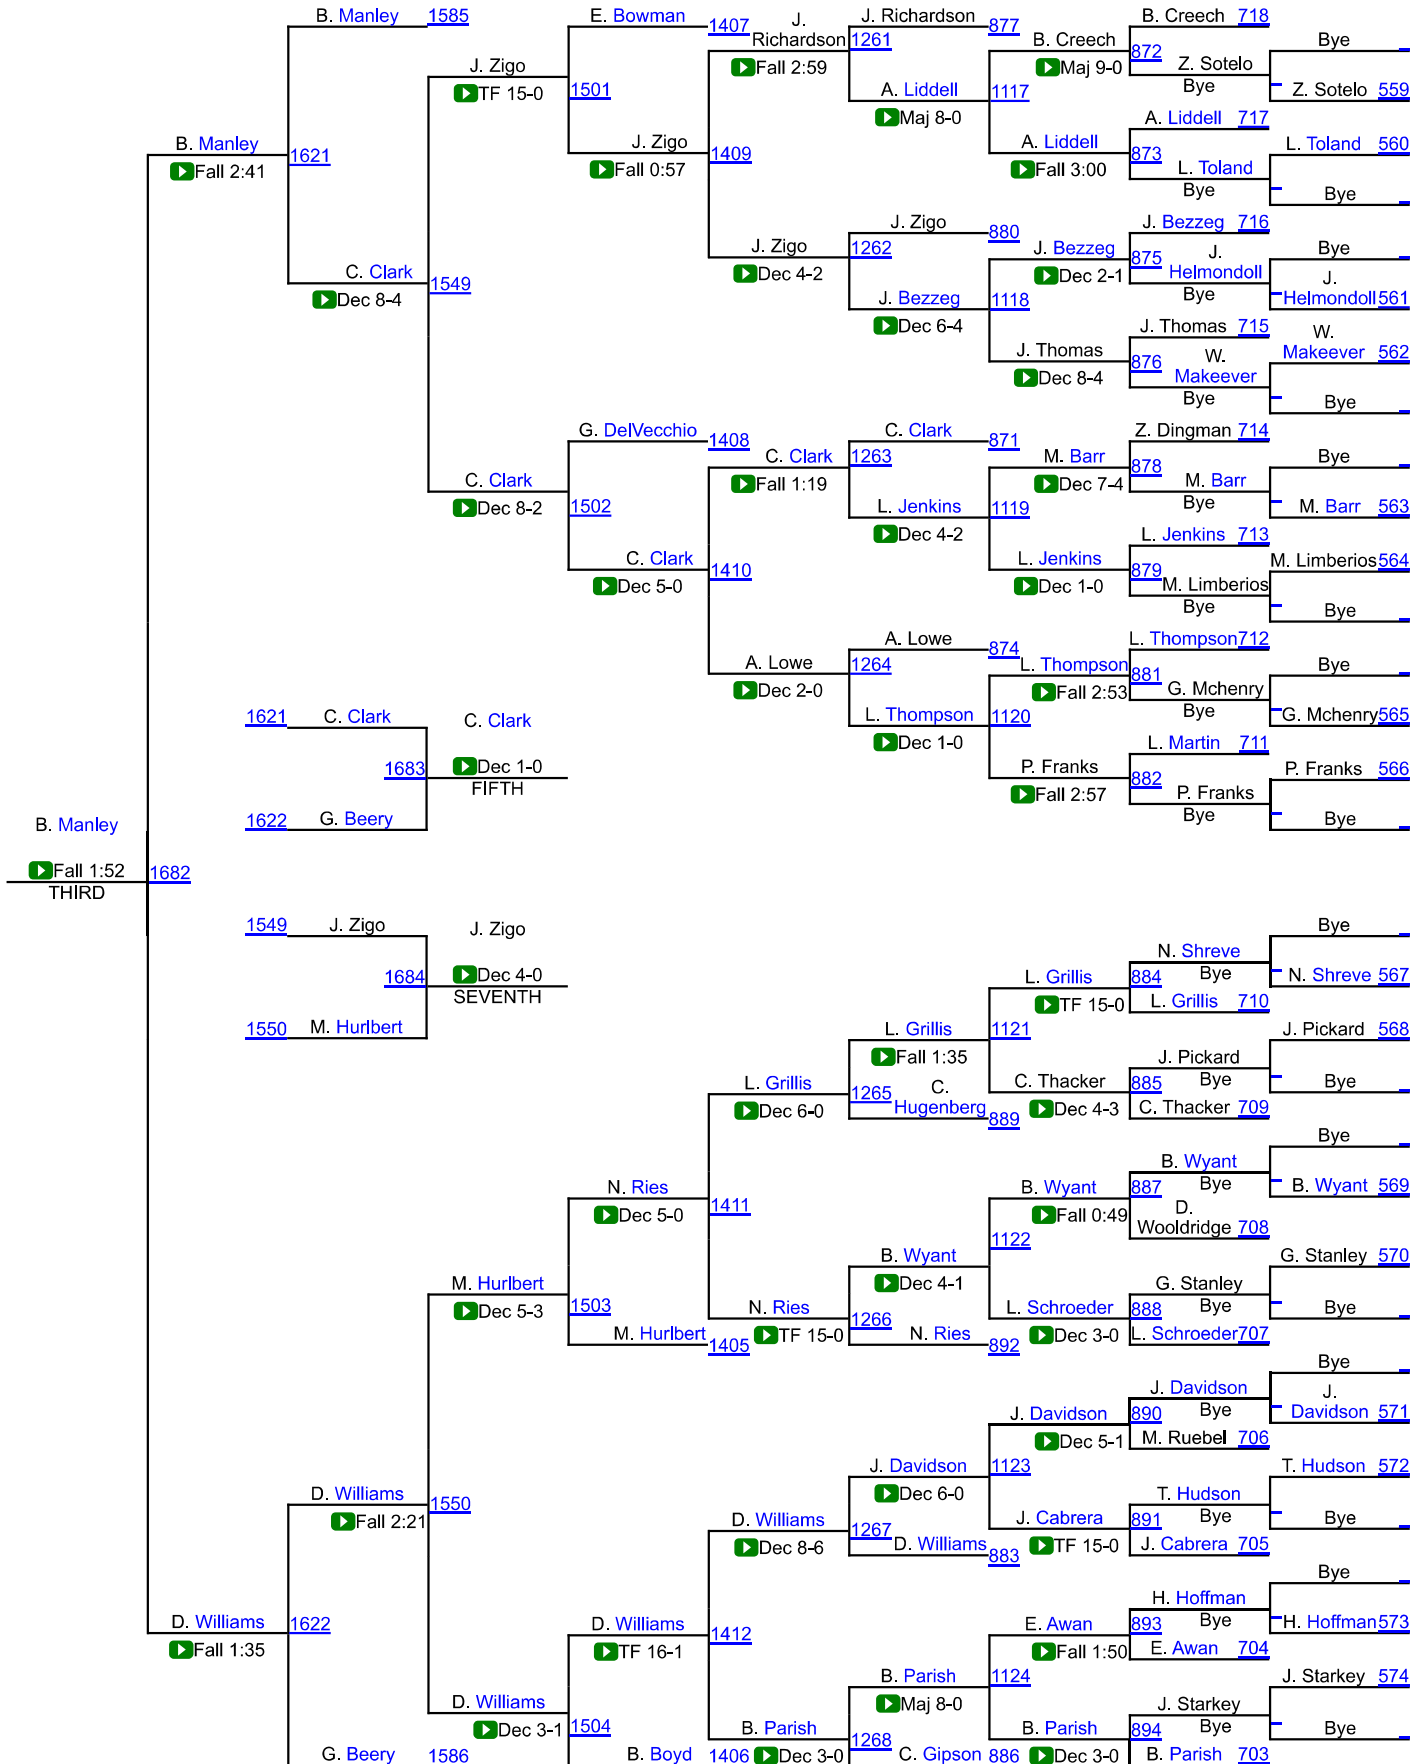 B. Manley 1585
E. Bowman 1407
J. Richardson 1261
J. Richardson 877
B. Creech 718
Bye
B. Creech 872
Maj 9-0
Z. Sotelo
Bye
Z. Sotelo 559
J. Zigo
TF 15-0
1501
Fall 2:59
A. Liddell 1117
Maj 8-0
A. Liddell 717
L. Toland 560
A. Liddell 873
Fall 3:00
L. Toland
Bye
Bye
B. Manley 1621
Fall 2:41
J. Zigo 1409
Fall 0:57
J. Zigo 880
J. Bezzeg 716
Bye
J. Zigo 1262
Dec 4-2
J. Bezzeg 875
Dec 2-1
J. Helmondoll
Bye
J. Helmondoll 561
C. Clark 1549
Dec 8-4
J. Bezzeg 1118
Dec 6-4
J. Thomas 715
W. Makeever 562
J. Thomas 876
Dec 8-4
W. Makeever
Bye
Bye
G. DelVecchio 1408
C. Clark 871
Z. Dingman 714
Bye
C. Clark 1263
Fall 1:19
M. Barr 878
Dec 7-4
M. Barr
Bye
M. Barr 563
C. Clark 1502
Dec 8-2
L. Jenkins 1119
Dec 4-2
L. Jenkins 713
M. Limberios 564
C. Clark 1410
Dec 5-0
L. Jenkins 879
Dec 1-0
M. Limberios
Bye
Bye
A. Lowe 874
L. Thompson 712
Bye
A. Lowe 1264
Dec 2-0
L. Thompson 881
Fall 2:53
G. Mchenry
Bye
G. Mchenry 565
1621 C. Clark
C. Clark
L. Thompson 1120
Dec 1-0
L. Martin 711
P. Franks 566
1683
Dec 1-0
FIFTH
P. Franks 882
Fall 2:57
P. Franks
Bye
Bye
1622 G. Beery
B. Manley
Fall 1:52
THIRD
1682
1549 J. Zigo
J. Zigo
Bye
1684
Dec 4-0
SEVENTH
L. Grillis 884
TF 15-0
N. Shreve
Bye
N. Shreve 567
L. Grillis 710
1550 M. Hurlbert
L. Grillis 1121
Fall 1:35
J. Pickard 568
C. Thacker 885
Dec 4-3
J. Pickard
Bye
Bye
C. Thacker 709
L. Grillis 1265
Dec 6-0
C. Hugenberg 889
Bye
N. Ries 1411
Dec 5-0
B. Wyant 887
Fall 0:49
B. Wyant
Bye
B. Wyant 569
D. Wooldridge 708
B. Wyant 1122
Dec 4-1
G. Stanley 570
M. Hurlbert 1503
Dec 5-3
L. Schroeder 888
Dec 3-0
G. Stanley
Bye
Bye
L. Schroeder 707
N. Ries 1266
TF 15-0
N. Ries 892
M. Hurlbert 1405
Bye
J. Davidson 890
Dec 5-1
J. Davidson
Bye
J. Davidson 571
M. Ruebel 706
J. Davidson 1123
Dec 6-0
T. Hudson 572
D. Williams 1550
Fall 2:21
J. Cabrera 891
TF 15-0
T. Hudson
Bye
Bye
J. Cabrera 705
D. Williams 1267
Dec 8-6
D. Williams 883
Bye
D. Williams 1622
Fall 1:35
D. Williams 1412
TF 16-1
E. Awan 893
Fall 1:50
H. Hoffman
Bye
H. Hoffman 573
E. Awan 704
B. Parish 1124
Maj 8-0
J. Starkey 574
D. Williams 1504
Dec 3-1
B. Parish 1268
Dec 3-0
B. Parish 894
Dec 3-0
J. Starkey
Bye
Bye
G. Beery 1586
B. Boyd 1406
C. Gipson 886
B. Parish 703